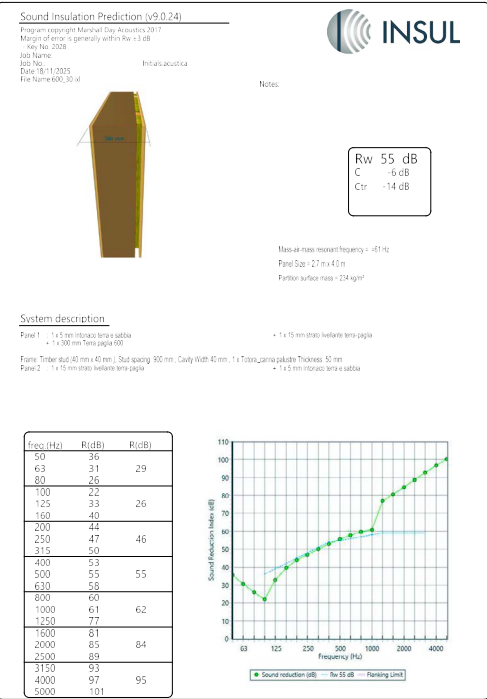 Sound Insulation Prediction (v9.0.24)
INSUL
Program copyright Marshall Day Acoustics 2017
Margin of error is generally within Rw ±3 dB
- Key No. 2028
Job Name:
Job No.:
Initials:acustica
Date:18/11/2025
File Name:600_30.ixl
Notes:
360 mm
Rw 55 dB
C -6 dB
Ctr -14 dB
Mass-air-mass resonant frequency = =61 Hz
Panel Size = 2.7 m x 4.0 m
Partition surface mass = 234 kg/m²
System description
Panel 1 : 1 x 5 mm Intonaco terra e sabbia + 1 x 15 mm strato livellante terra-paglia
+ 1 x 300 mm Terra paglia 600
Frame: Timber stud (40 mm x 40 mm ), Stud spacing 900 mm , Cavity Width 40 mm , 1 x Totora_canna palustre Thickness 50 mm
Panel 2 : 1 x 15 mm strato livellante terra-paglia + 1 x 5 mm Intonaco terra e sabbia
freq.(Hz) R(dB) R(dB)
50 36
63 31 29
80 26
100 22
125 33 26
160 40
200 44
250 47 46
315 50
400 53
500 55 55
630 58
800 60
1000 61 62
1250 77
1600 81
2000 85 84
2500 89
3150 93
4000 97 95
5000 101
Sound Reduction Index (dB)
110
100
90
80
70
60
50
40
30
20
10
0
63 125 250 500 1000 2000 4000
Frequency (Hz)
Sound reduction (dB) Rw 55 dB Flanking Limit